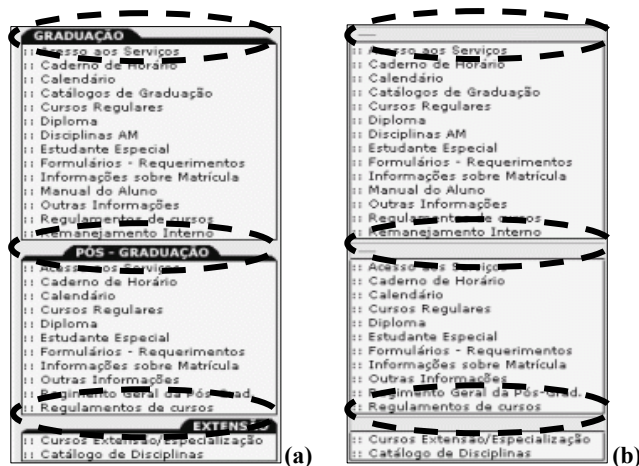 GRADUAÇÃO
:: Acesso aos Serviços
:: Caderno de Horário
:: Calendário
:: Catálogos de Graduação
:: Cursos Regulares
:: Diploma
:: Disciplinas AM
:: Estudante Especial
:: Formulários - Requerimentos
:: Informações sobre Matrícula
:: Manual do Aluno
:: Outras Informações
:: Regulamentos de cursos
:: Remanejamento Interno
PÓS - GRADUAÇÃO
:: Acesso aos Serviços
:: Caderno de Horário
:: Calendário
:: Cursos Regulares
:: Diploma
:: Estudante Especial
:: Formulários - Requerimentos
:: Informações sobre Matrícula
:: Outras Informações
:: Regimento Geral da Pós-Grad.
:: Regulamentos de cursos
EXTENSÃO
:: Cursos Extensão/Especialização
:: Catálogo de Disciplinas
(a)
:: Acesso aos Serviços
:: Caderno de Horário
:: Calendário
:: Catálogos de Graduação
:: Cursos Regulares
:: Diploma
:: Disciplinas AM
:: Estudante Especial
:: Formulários - Requerimentos
:: Informações sobre Matrícula
:: Manual do Aluno
:: Outras Informações
:: Regulamentos de cursos
:: Remanejamento Interno
:: Acesso aos Serviços
:: Caderno de Horário
:: Calendário
:: Cursos Regulares
:: Diploma
:: Estudante Especial
:: Formulários - Requerimentos
:: Informações sobre Matrícula
:: Outras Informações
:: Regimento Geral da Pós-Grad.
:: Regulamentos de cursos
:: Cursos Extensão/Especialização
:: Catálogo de Disciplinas
(b)